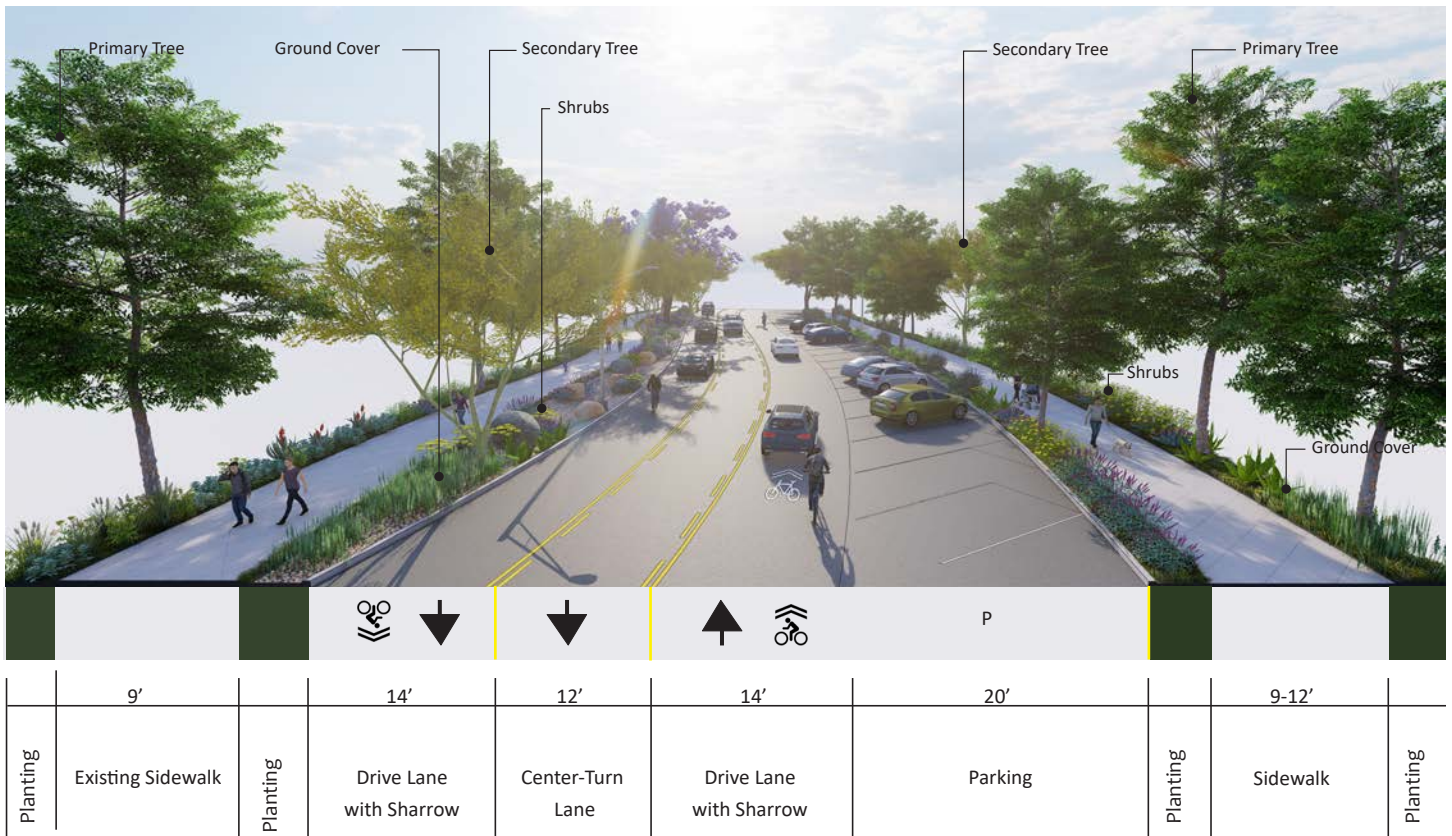 Primary Tree
Ground Cover
Secondary Tree
Secondary Tree
Primary Tree
Shrubs
Shrubs
Ground Cover
P
9’
14’
12’
14’
20’
9-12’
Planting
Existing Sidewalk
Planting
Drive Lane
with Sharrow
Center-Turn
Lane
Drive Lane
with Sharrow
Parking
Planting
Sidewalk
Planting